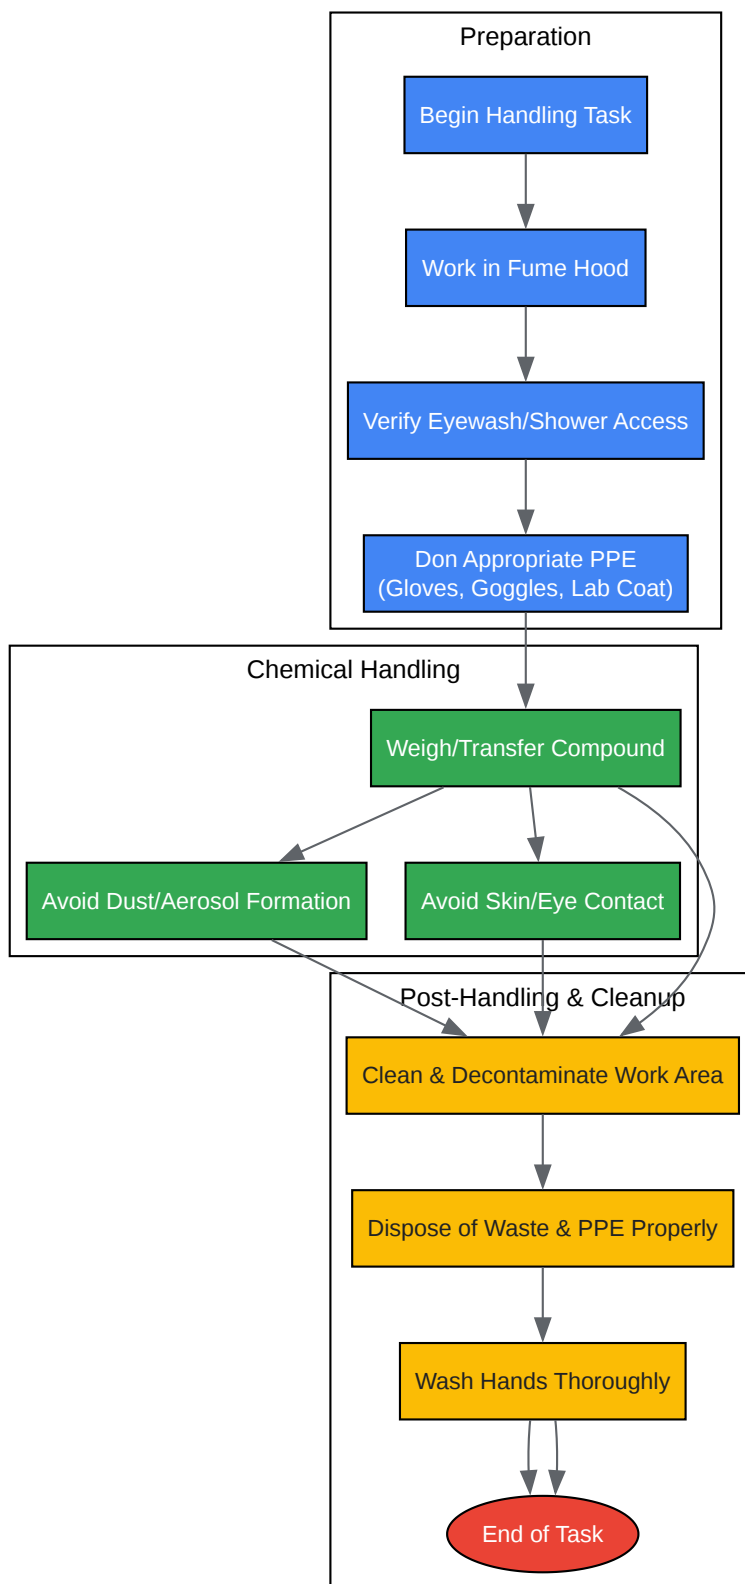 Preparation
Begin Handling Task
Work in Fume Hood
Verify Eyewash/Shower Access
Don Appropriate PPE
(Gloves, Goggles, Lab Coat)
Chemical Handling
Weigh/Transfer Compound
Avoid Dust/Aerosol Formation
Avoid Skin/Eye Contact
Post-Handling & Cleanup
Clean & Decontaminate Work Area
Dispose of Waste & PPE Properly
Wash Hands Thoroughly
End of Task